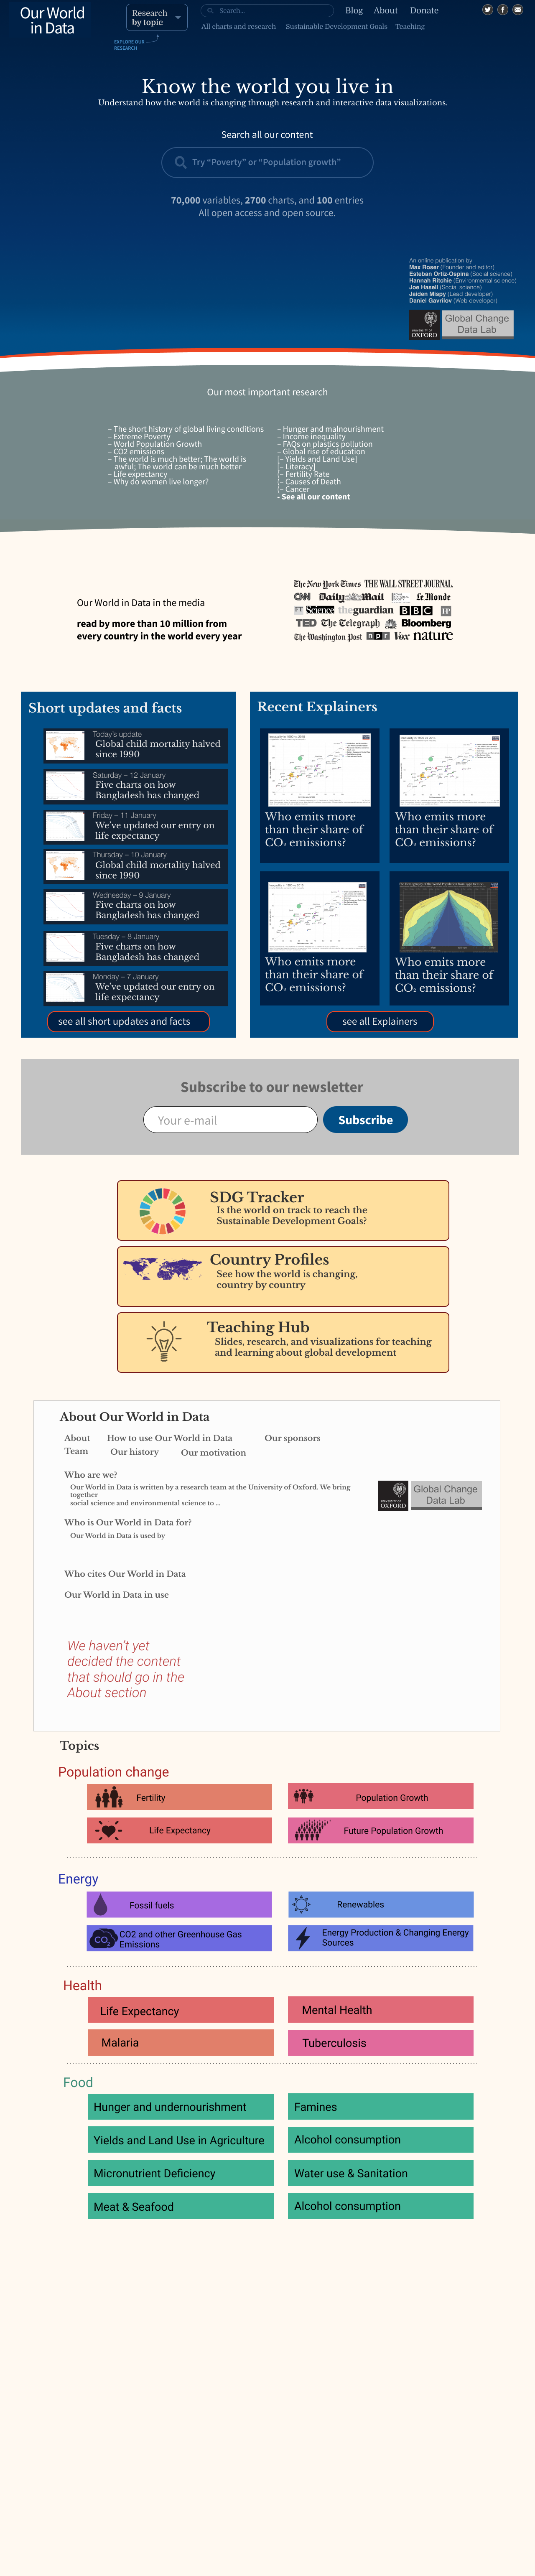 Our World
in Data
Research
by topic
Search...
Blog About Donate
All charts and research Sustainable Development Goals Teaching
EXPLORE OUR
RESEARCH
Know the world you live in
Understand how the world is changing through research and interactive data visualizations.
Search all our content
Try “Poverty” or “Population growth”
70,000 variables, 2700 charts, and 100 entries
All open access and open source.
An online publication by
Max Roser (Founder and editor)
Esteban Ortiz-Ospina (Social science)
Hannah Ritchie (Environmental science)
Joe Hasell (Social science)
Jaiden Mispy (Lead developer)
Daniel Gavrilov (Web developer)
UNIVERSITY OF
OXFORD
Global Change
Data Lab
Our most important research
– The short history of global living conditions
– Extreme Poverty
– World Population Growth
– CO2 emissions
– The world is much better; The world is
awful; The world can be much better
– Life expectancy
– Why do women live longer?
– Hunger and malnourishment
– Income inequality
– FAQs on plastics pollution
– Global rise of education
[– Yields and Land Use]
[– Literacy]
[– Fertility Rate
[– Causes of Death
[– Cancer
- See all our content
Our World in Data in the media
read by more than 10 million from
every country in the world every year
The New York Times THE WALL STREET JOURNAL
CNN Daily Mail Le Monde
FT Science theguardian BBC
TED The Telegraph Bloomberg
The Washington Post npr Vox nature
Short updates and facts
Today’s update
Global child mortality halved
since 1990
Saturday – 12 January
Five charts on how
Bangladesh has changed
Friday – 11 January
We’ve updated our entry on
life expectancy
Thursday – 10 January
Global child mortality halved
since 1990
Wednesday – 9 January
Five charts on how
Bangladesh has changed
Tuesday – 8 January
Five charts on how
Bangladesh has changed
Monday – 7 January
We’ve updated our entry on
life expectancy
see all short updates and facts
Recent Explainers
Who emits more
than their share of
CO₂ emissions?
Who emits more
than their share of
CO₂ emissions?
Who emits more
than their share of
CO₂ emissions?
Who emits more
than their share of
CO₂ emissions?
see all Explainers
Subscribe to our newsletter
Your e-mail
Subscribe
SDG Tracker
Is the world on track to reach the
Sustainable Development Goals?
Country Profiles
See how the world is changing,
country by country
Teaching Hub
Slides, research, and visualizations for teaching
and learning about global development
About Our World in Data
About How to use Our World in Data Our sponsors
Team Our history Our motivation
Who are we?
Our World in Data is written by a research team at the University of Oxford. We bring
together
social science and environmental science to ...
UNIVERSITY OF
OXFORD
Global Change
Data Lab
Who is Our World in Data for?
Our World in Data is used by
Who cites Our World in Data
Our World in Data in use
We haven’t yet
decided the content
that should go in the
About section
Topics
Population change
Fertility
Population Growth
Life Expectancy
Future Population Growth
Energy
Fossil fuels
Renewables
CO₂
CO2 and other Greenhouse Gas
Emissions
Energy Production & Changing Energy
Sources
Health
Life Expectancy
Mental Health
Malaria
Tuberculosis
Food
Hunger and undernourishment
Famines
Yields and Land Use in Agriculture
Alcohol consumption
Micronutrient Deficiency
Water use & Sanitation
Meat & Seafood
Alcohol consumption